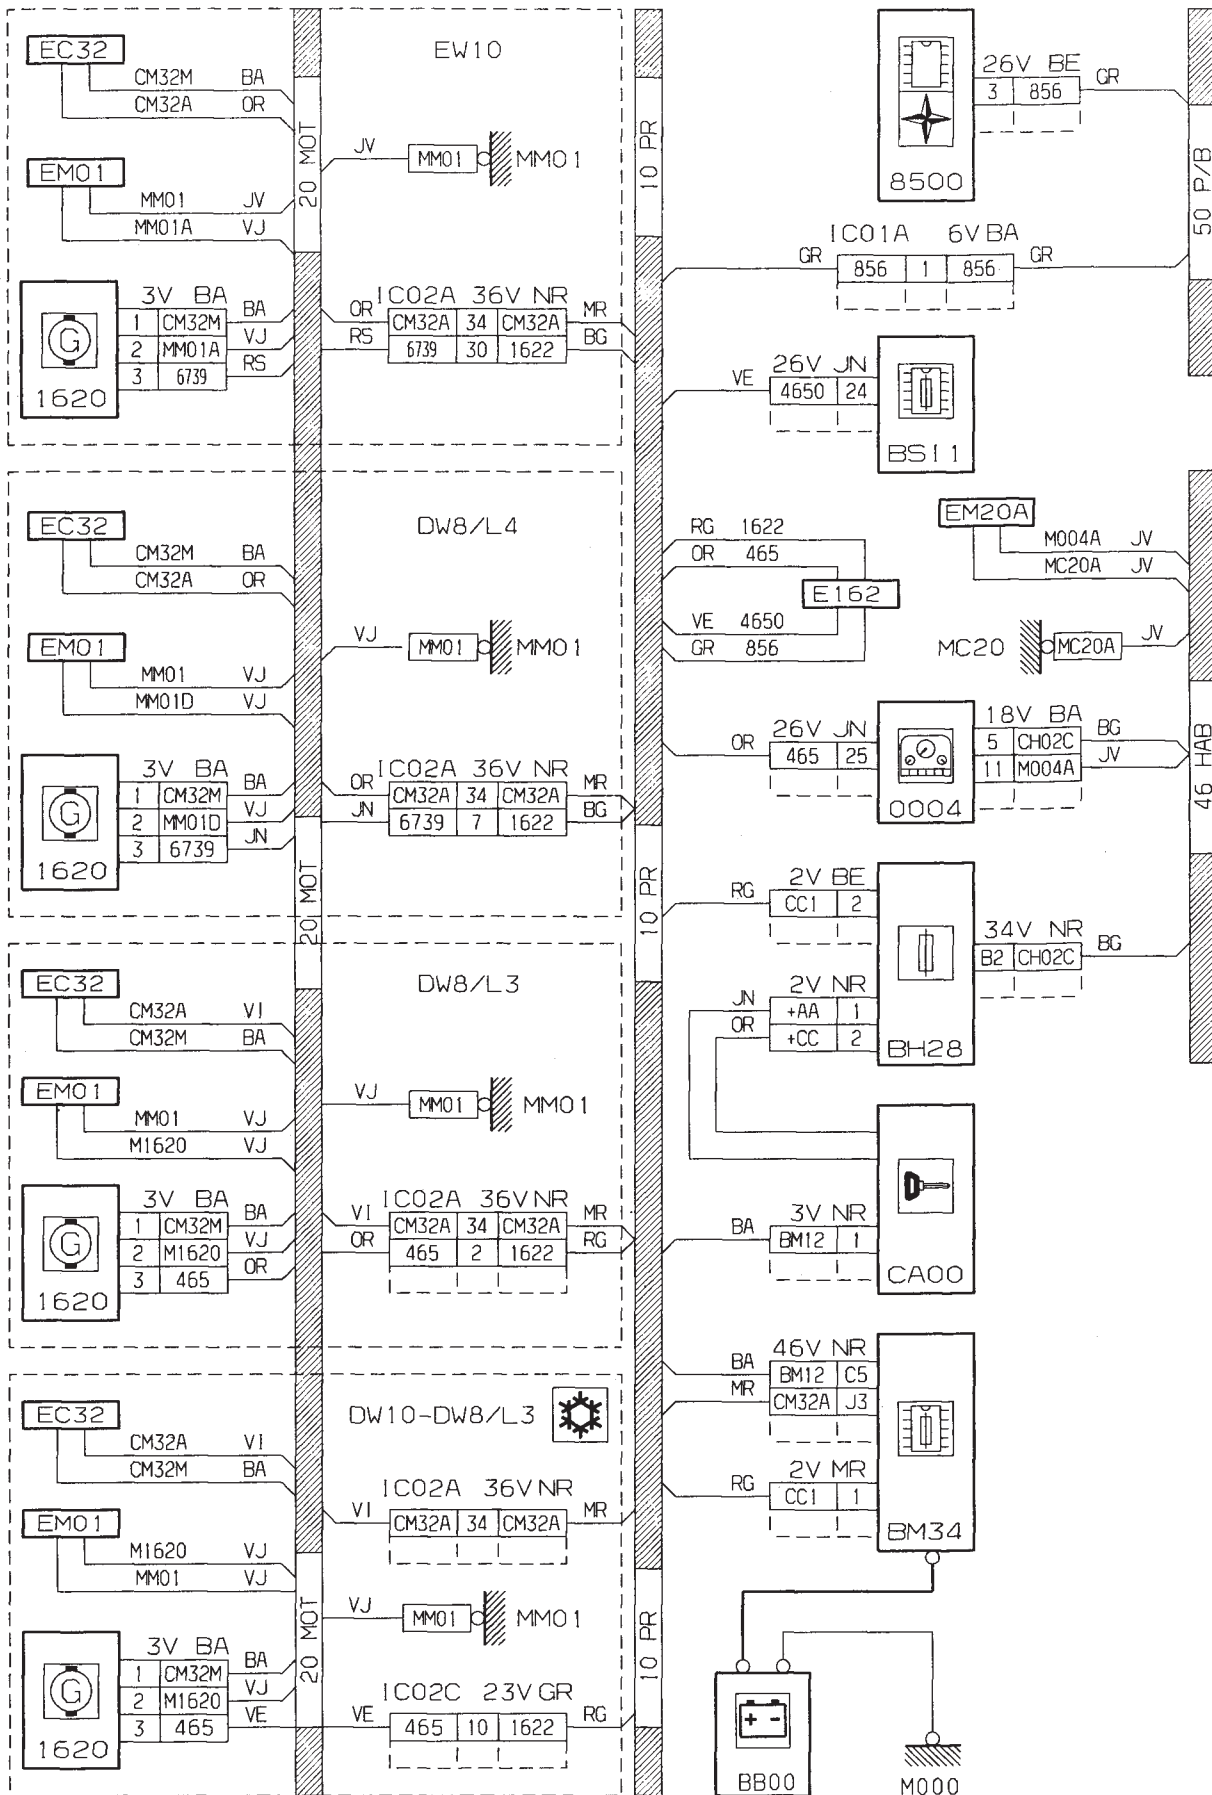 EC32
CM32M BA
CM32A OR
EW10
EM01
MM01 JV
MM01A VJ
JV MM01 MM01
20 MOT
10 PR
1620
G
3V BA
1 CM32M BA
2 MM01A VJ
3 6739 RS
IC02A 36V NR
OR CM32A 34 CM32A MR
RS 6739 30 1622 BG
8500
26V BE
3 856 GR
50 P/B
IC01A 6V BA
GR 856 1 856 GR
26V JN
VE 4650 24
BSI1
EC32
CM32M BA
CM32A OR
DW8/L4
EM01
MM01 VJ
MM01D VJ
VJ MM01 MM01
1620
G
3V BA
1 CM32M BA
2 MM01D VJ
3 6739 JN
IC02A 36V NR
OR CM32A 34 CM32A MR
JN 6739 7 1622 BG
20 MOT
10 PR
RG 1622
OR 465
E162
VE 4650
GR 856
EM20A
M004A JV
MC20A JV
MC20 MC20A JV
26V JN
OR 465 25
0004
18V BA
5 CH02C BG
11 M004A JV
46 HAB
2V BE
RG CC1 2
2V NR
JN +AA 1
OR +CC 2
BH28
34V NR
B2 CH02C BG
EC32
CM32A VI
CM32M BA
DW8/L3
EM01
MM01 VJ
M1620 VJ
VJ MM01 MM01
1620
G
3V BA
1 CM32M BA
2 M1620 VJ
3 465 OR
IC02A 36V NR
VI CM32A 34 CM32A MR
OR 465 2 1622 RG
3V NR
BA BM12 1
CA00
EC32
CM32A VI
CM32M BA
DW10-DW8/L3
EM01
M1620 VJ
MM01 VJ
IC02A 36V NR
VI CM32A 34 CM32A MR
VJ MM01 MM01
20 MOT
10 PR
1620
G
3V BA
1 CM32M BA
2 M1620 VJ
3 465 VE
IC02C 23V GR
VE 465 10 1622 RG
46V NR
BA BM12 C5
MR CM32A J3
2V MR
RG CC1 1
BM34
+ -
BB00
M000